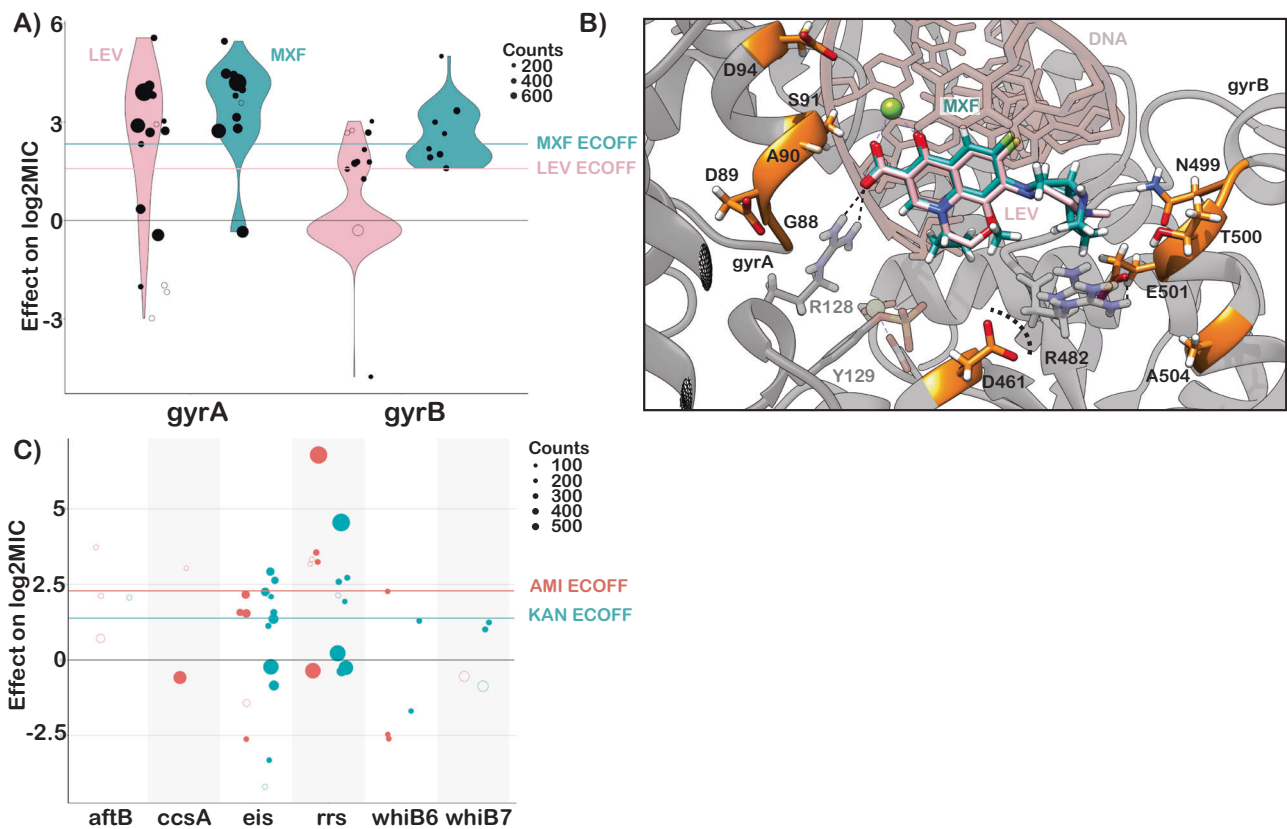 A)
Effect on log2MIC
6
3
0
-3
LEV
MXF
Counts
200
400
600
MXF ECOFF
LEV ECOFF
gyrA
gyrB
B)
D94
DNA
gyrB
S91
MXF
A90
D89
N499
G88
LEV
T500
gyrA
E501
R128
R482
Y129
D461
A504
C)
Effect on log2MIC
5
2.5
0
-2.5
Counts
100
200
300
400
500
AMI ECOFF
KAN ECOFF
aftB
ccsA
eis
rrs
whiB6
whiB7